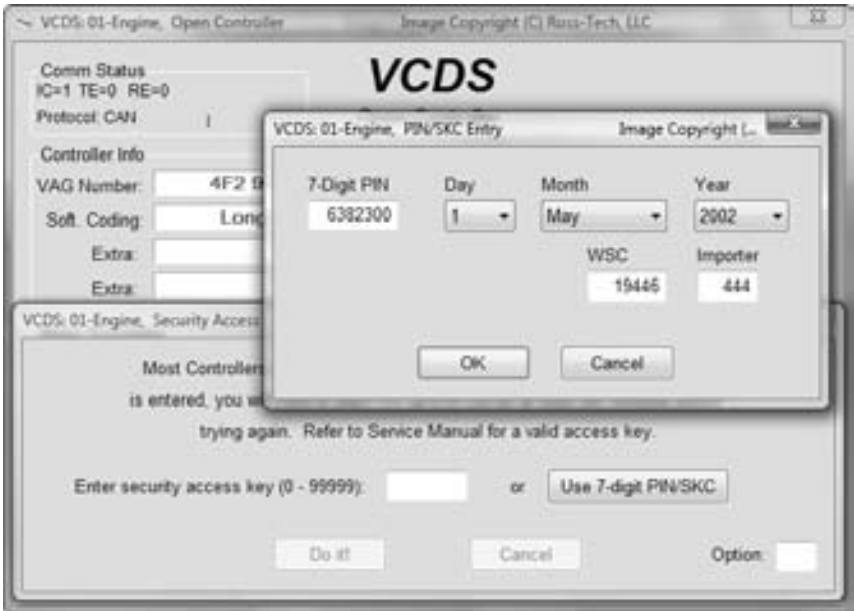 VCDS: 01-Engine, Open Controller Image Copyright (C) Ross-Tech, LLC
Comm Status
IC=1 TE=0 RE=0
Protocol: CAN
VCDS
Controller Info
VAG Number: 4F2 9
Soft. Coding: Long
Extra:
Extra:
VCDS: 01-Engine, PIN/SKC Entry Image Copyright (...
7-Digit PIN Day Month Year
6382300 1 May 2002
WSC Importer
19446 444
OK Cancel
VCDS: 01-Engine, Security Access
Most Controllers
is entered, you
trying again. Refer to Service Manual for a valid access key.
Enter security access key (0 - 99999): or Use 7-digit PIN/SKC
Do it! Cancel Option: